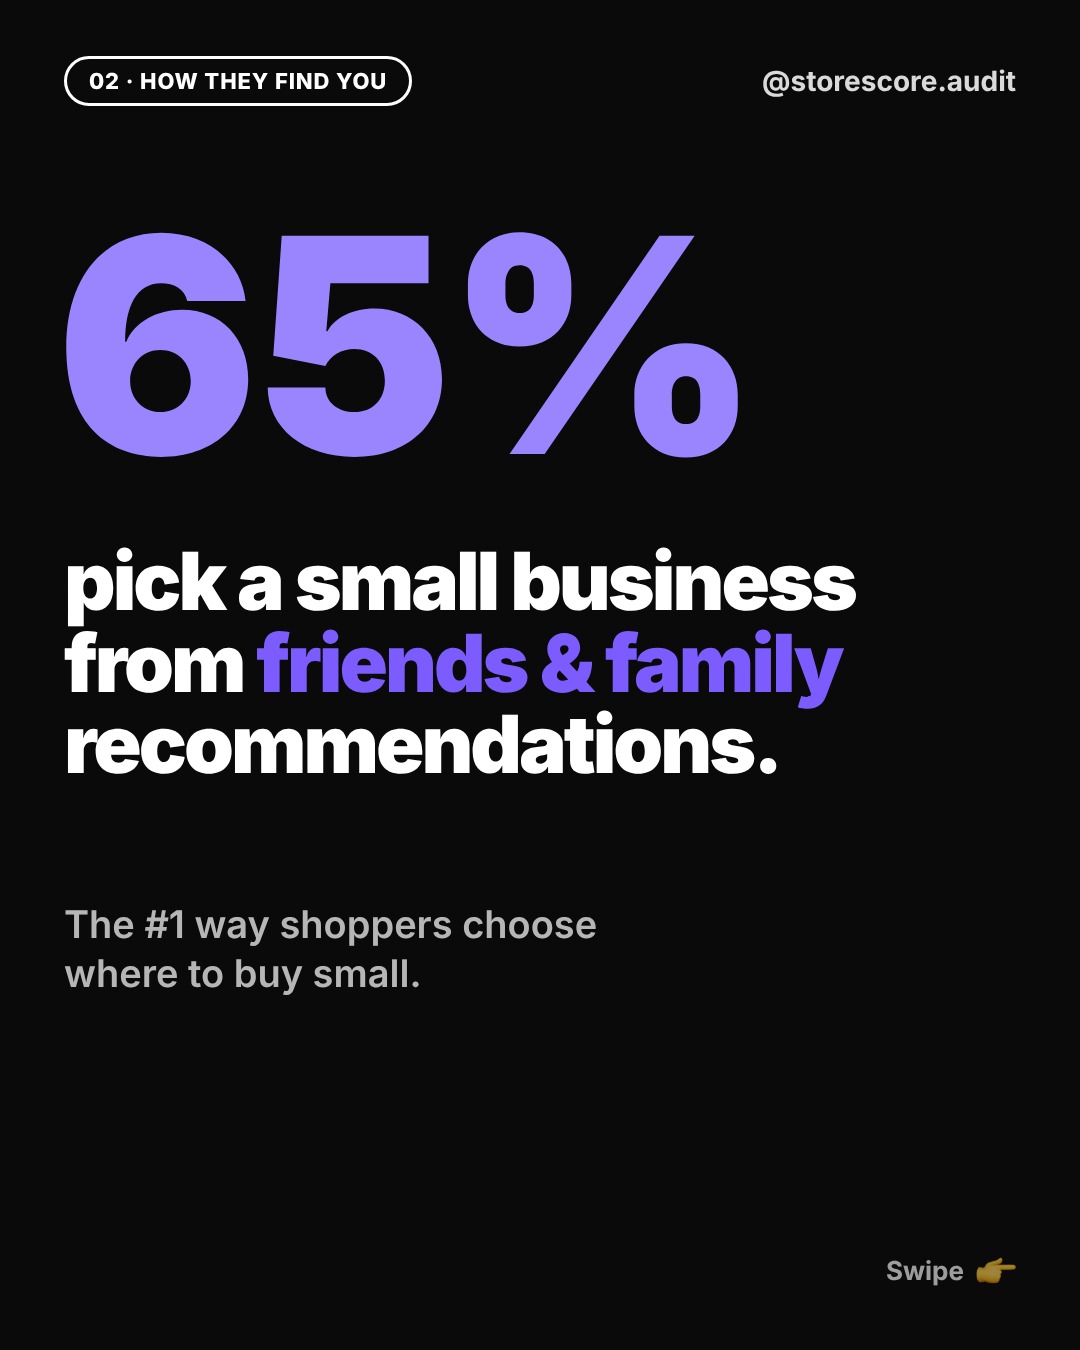 02 · HOW THEY FIND YOU
@storescore.audit
65%
pick a small business
from friends & family
recommendations.
The #1 way shoppers choose
where to buy small.
Swipe 👉